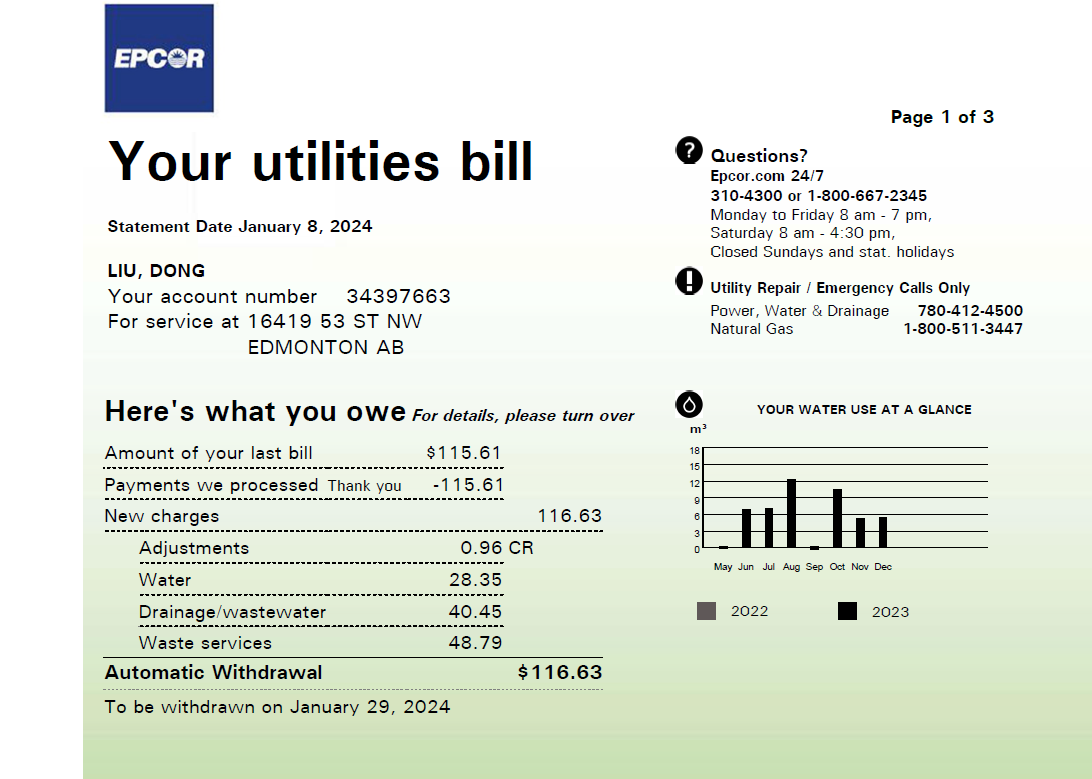 EPCOR
Page 1 of 3
Your utilities bill
Statement Date January 8, 2024
LIU, DONG
Your account number 34397663
For service at 16419 53 ST NW
EDMONTON AB
? Questions?
Epcor.com 24/7
310-4300 or 1-800-667-2345
Monday to Friday 8 am - 7 pm,
Saturday 8 am - 4:30 pm,
Closed Sundays and stat. holidays
! Utility Repair / Emergency Calls Only
Power, Water & Drainage 780-412-4500
Natural Gas 1-800-511-3447
Here's what you owe For details, please turn over
Amount of your last bill $115.61
Payments we processed Thank you -115.61
New charges 116.63
Adjustments 0.96 CR
Water 28.35
Drainage/wastewater 40.45
Waste services 48.79
Automatic Withdrawal $116.63
To be withdrawn on January 29, 2024
YOUR WATER USE AT A GLANCE
m³
18
15
12
9
6
3
0
May Jun Jul Aug Sep Oct Nov Dec
2022 2023